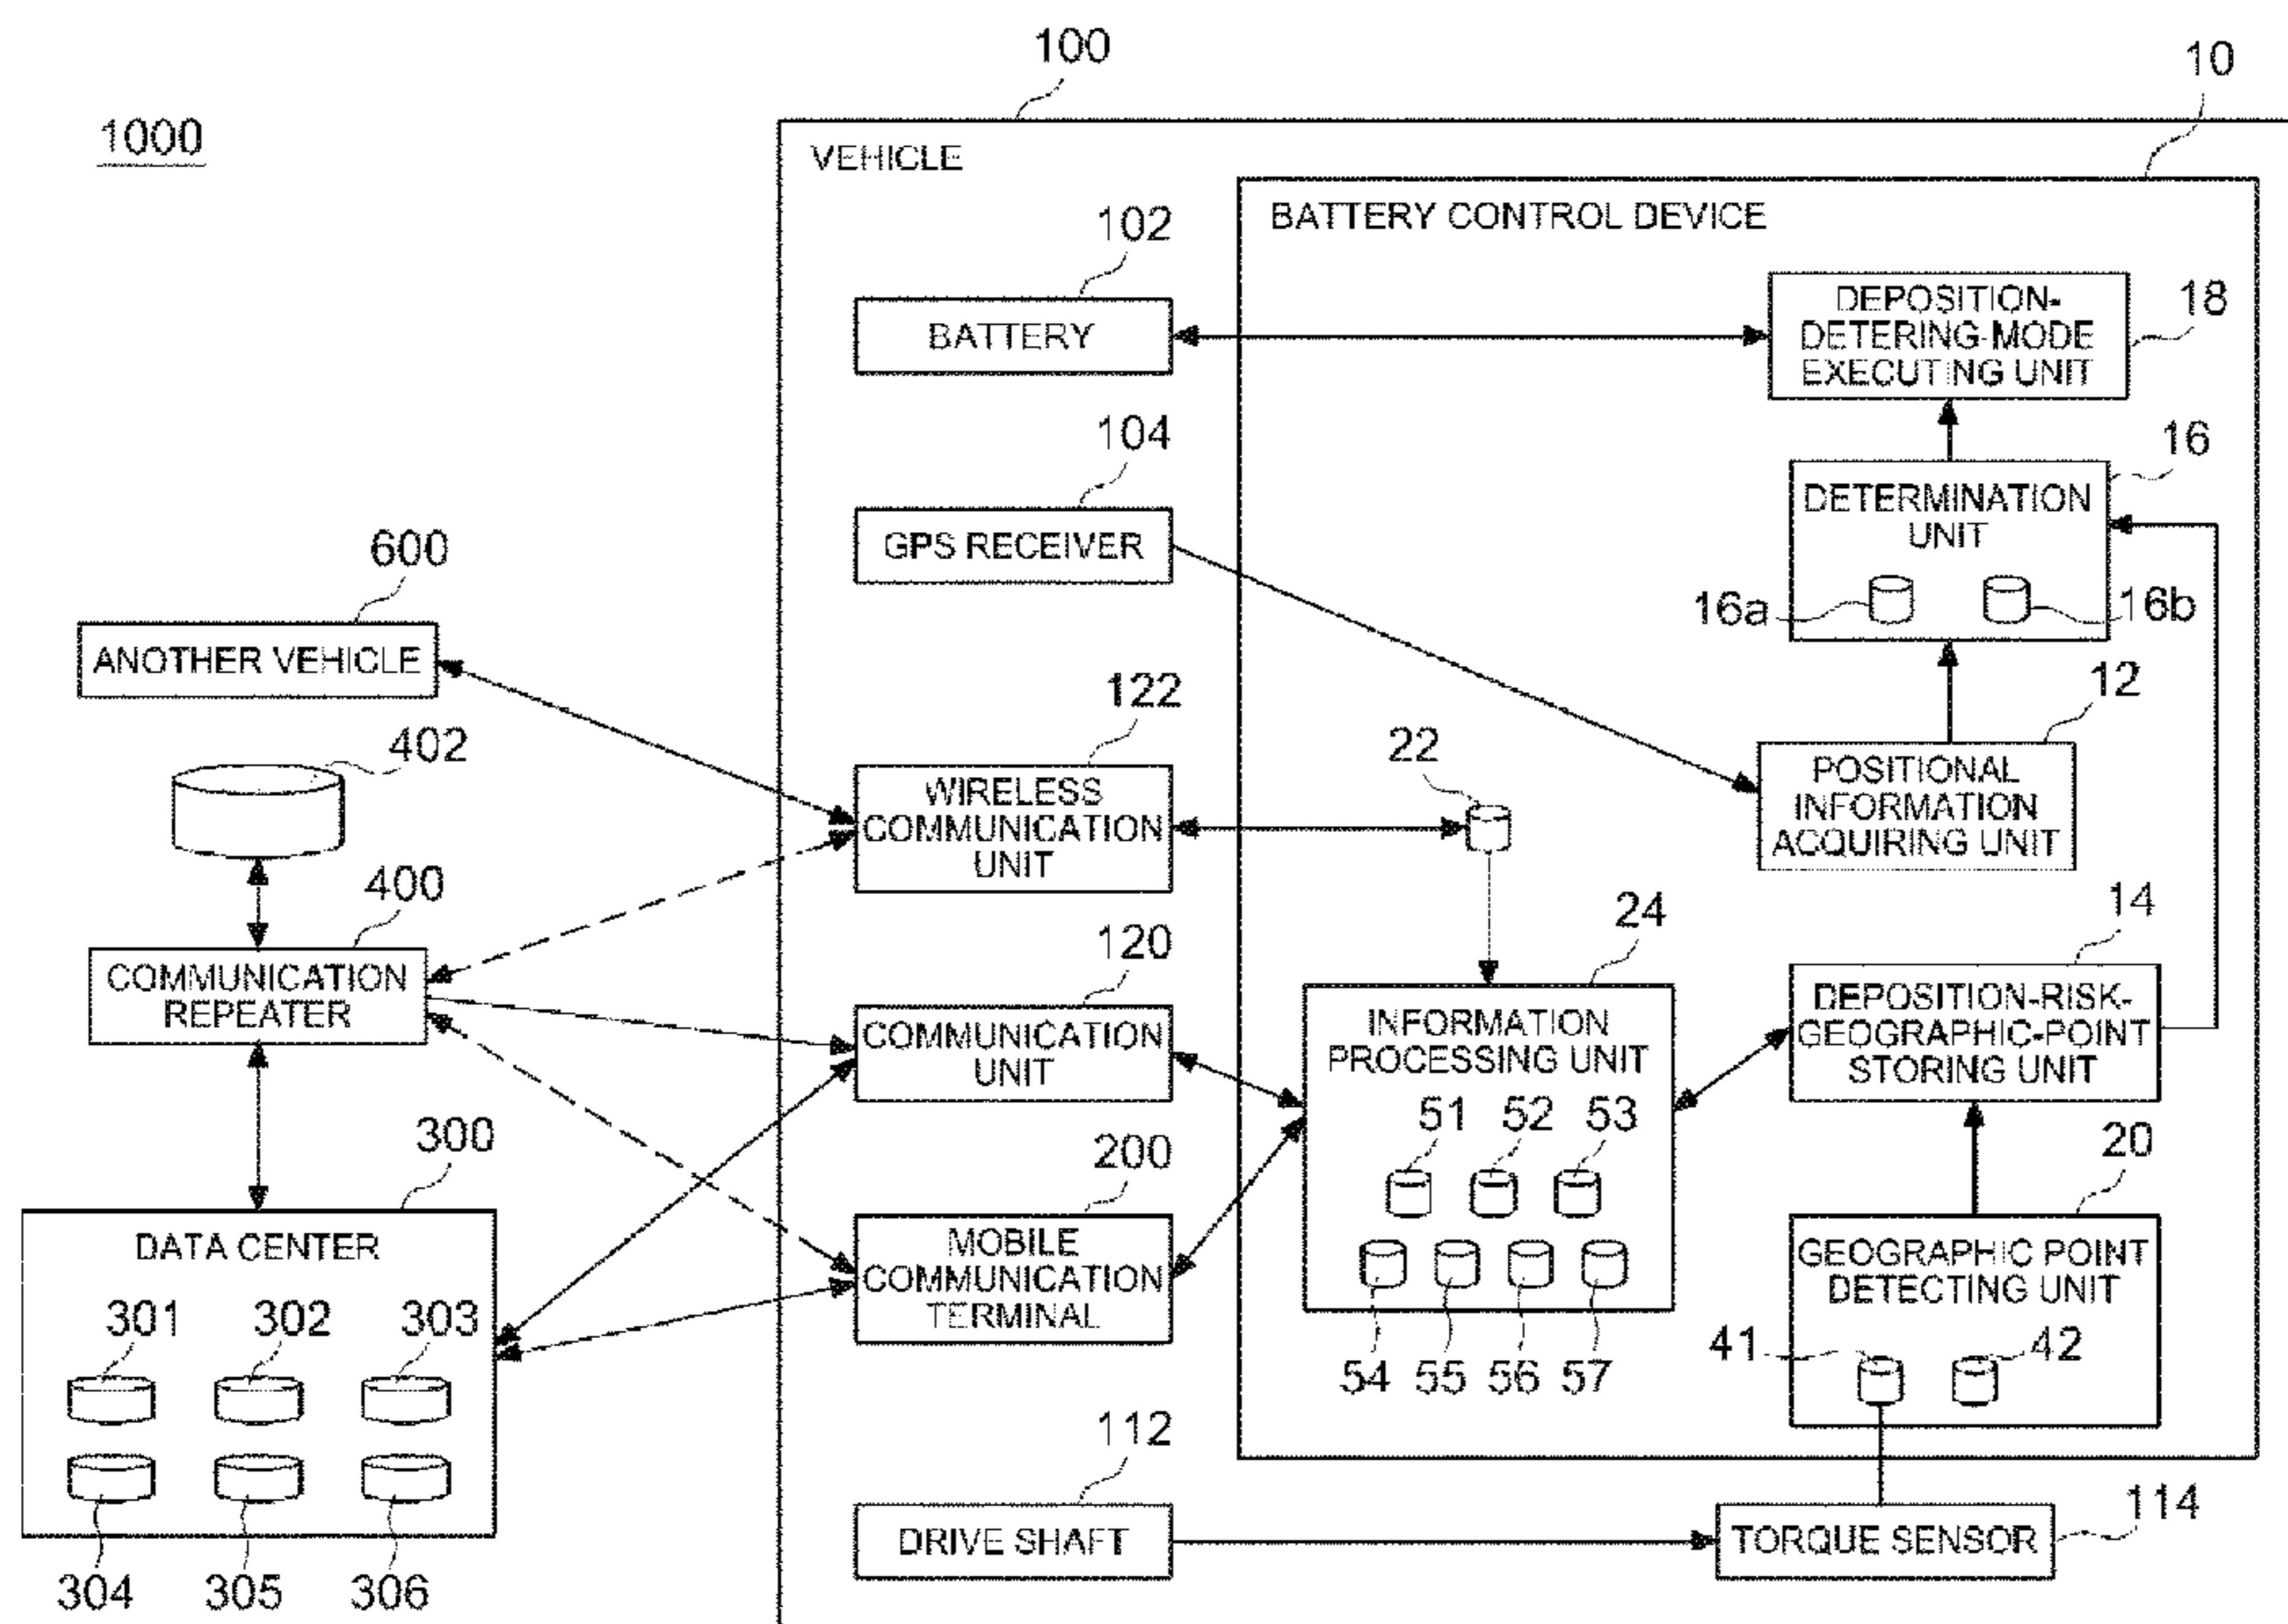 1000
100
10
VEHICLE
BATTERY CONTROL DEVICE
102
BATTERY
DEPOSITION-
DETERING-MODE
EXECUTING UNIT
18
104
GPS RECEIVER
16
DETERMINATION
UNIT
16a
16b
600
ANOTHER VEHICLE
122
WIRELESS
COMMUNICATION
UNIT
22
12
POSITIONAL
INFORMATION
ACQUIRING UNIT
402
400
COMMUNICATION
REPEATER
120
COMMUNICATION
UNIT
24
INFORMATION
PROCESSING UNIT
51 52 53
54 55 56 57
14
DEPOSITION-RISK-
GEOGRAPHIC-POINT
STORING UNIT
300
DATA CENTER
301 302 303
304 305 306
200
MOBILE
COMMUNICATION
TERMINAL
20
GEOGRAPHIC POINT
DETECTING UNIT
41 42
112
DRIVE SHAFT
TORQUE SENSOR
114